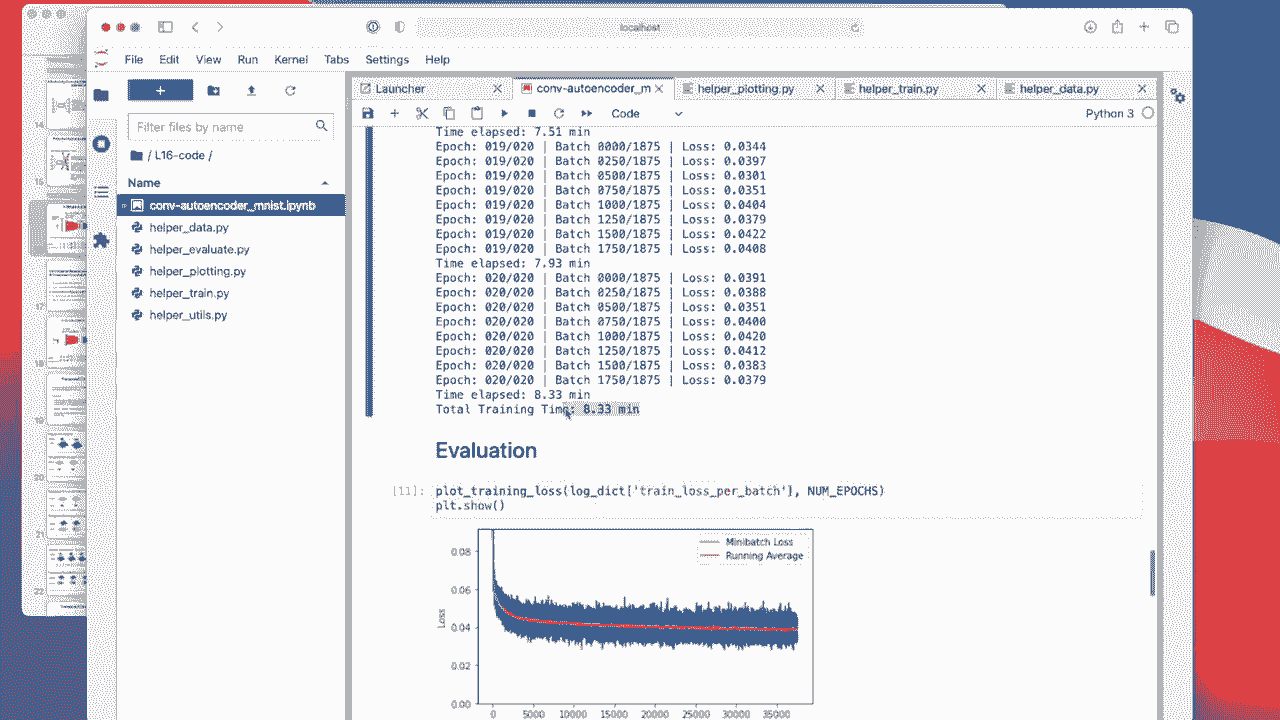 localhost
File Edit View Run Kernel Tabs Settings Help
+
Filter files by name
/ L16-code /
Name
conv-autoencoder_mnist.ipynb
helper_data.py
helper_evaluate.py
helper_plotting.py
helper_train.py
helper_utils.py
Launcher conv-autoencoder_m helper_plotting.py helper_train.py helper_data.py
Code Python 3
Time elapsed: 7.51 min
Epoch: 019/020 | Batch 0000/1875 | Loss: 0.0344
Epoch: 019/020 | Batch 0250/1875 | Loss: 0.0397
Epoch: 019/020 | Batch 0500/1875 | Loss: 0.0301
Epoch: 019/020 | Batch 0750/1875 | Loss: 0.0351
Epoch: 019/020 | Batch 1000/1875 | Loss: 0.0404
Epoch: 019/020 | Batch 1250/1875 | Loss: 0.0379
Epoch: 019/020 | Batch 1500/1875 | Loss: 0.0422
Epoch: 019/020 | Batch 1750/1875 | Loss: 0.0408
Time elapsed: 7.93 min
Epoch: 020/020 | Batch 0000/1875 | Loss: 0.0391
Epoch: 020/020 | Batch 0250/1875 | Loss: 0.0388
Epoch: 020/020 | Batch 0500/1875 | Loss: 0.0351
Epoch: 020/020 | Batch 0750/1875 | Loss: 0.0400
Epoch: 020/020 | Batch 1000/1875 | Loss: 0.0420
Epoch: 020/020 | Batch 1250/1875 | Loss: 0.0412
Epoch: 020/020 | Batch 1500/1875 | Loss: 0.0383
Epoch: 020/020 | Batch 1750/1875 | Loss: 0.0379
Time elapsed: 8.33 min
Total Training Time: 8.33 min
Evaluation
[11]: plot_training_loss(log_dict['train_loss_per_batch'], NUM_EPOCHS)
plt.show()
Minibatch Loss
Running Average
0.08
0.06
0.04
0.02
0.00
Loss
0 5000 10000 15000 20000 25000 30000 35000
14
15
17
18
19
20
21
22